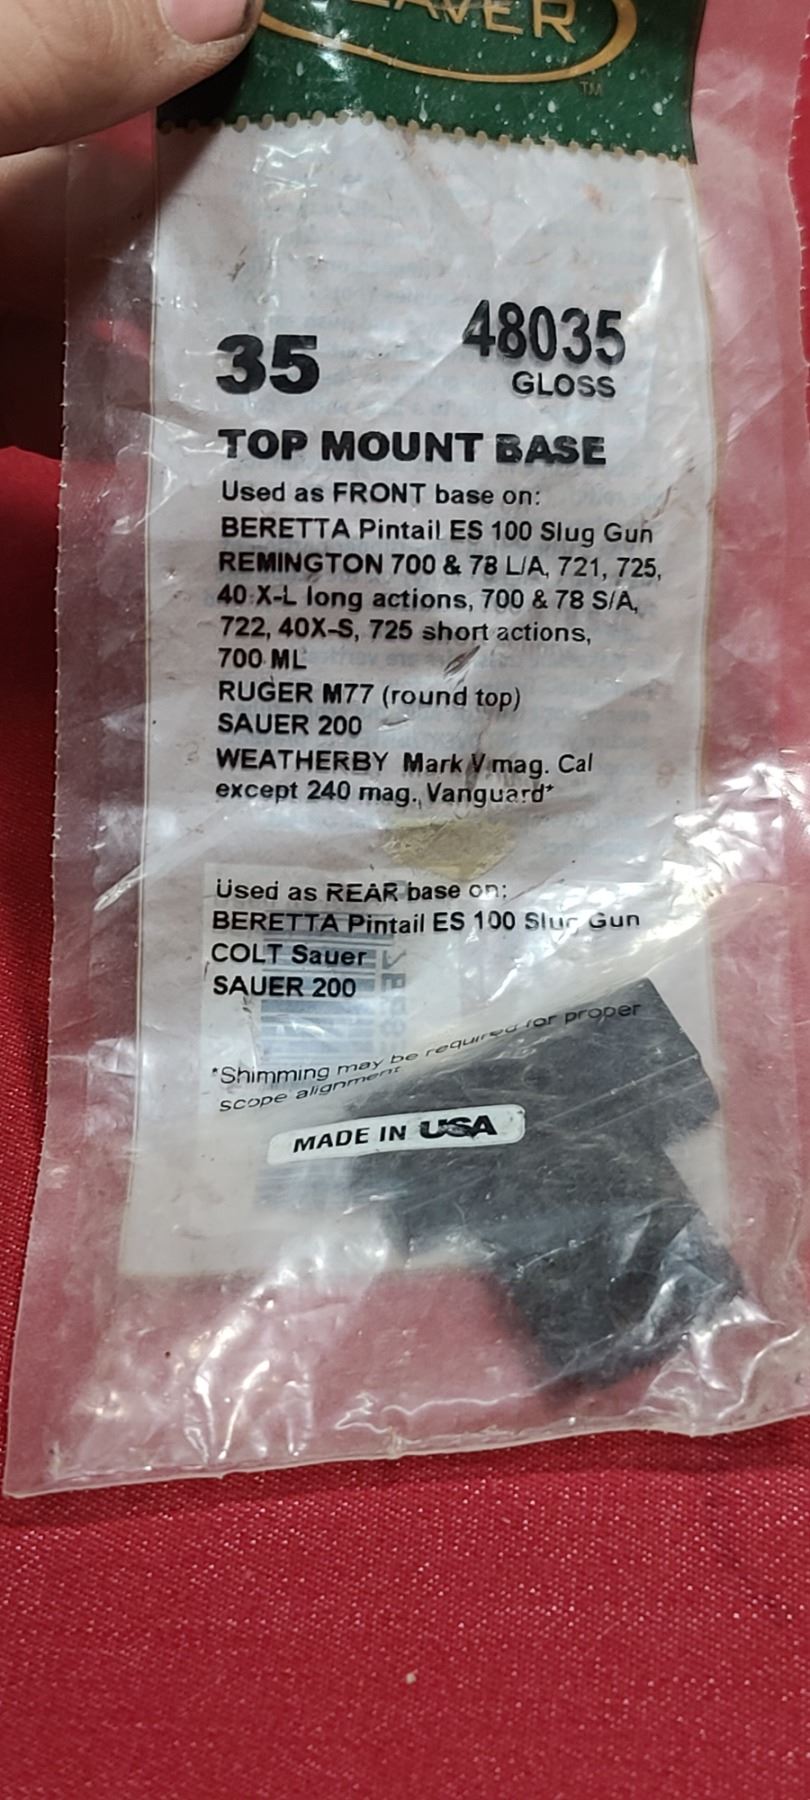 AVER
TM
35
48035
GLOSS
TOP MOUNT BASE
Used as FRONT base on:
BERETTA Pintail ES 100 Slug Gun
REMINGTON 700 & 78 L/A, 721, 725,
40 X-L long actions, 700 & 78 S/A,
722, 40X-S, 725 short actions,
700 ML
RUGER M77 (round top)
SAUER 200
WEATHERBY Mark V mag. Cal
except 240 mag., Vanguard*
Used as REAR base on:
BERETTA Pintail ES 100 Slug Gun
COLT Sauer
SAUER 200
*Shimming may be required for proper
scope alignment
MADE IN USA